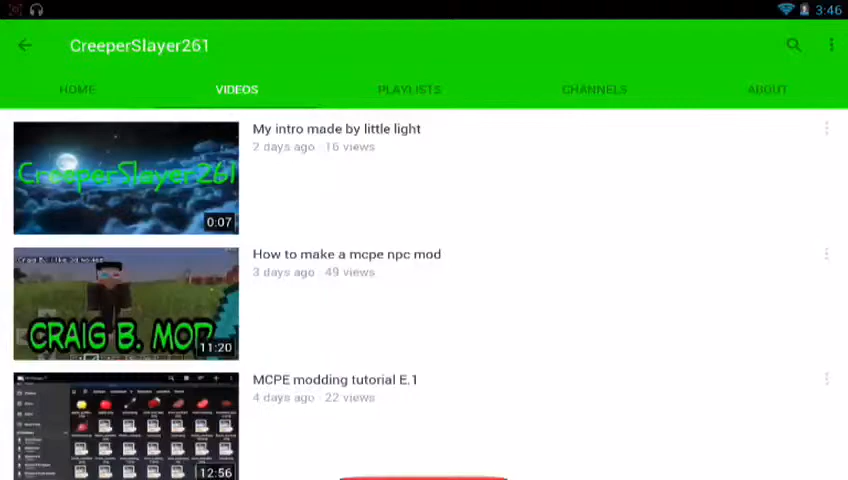 3:46
CreeperSlayer261
HOME
VIDEOS
PLAYLISTS
CHANNELS
ABOUT
CreeperSlayer261
0:07
My intro made by little light
2 days ago · 16 views
CRAIG B. MOD
11:20
How to make a mcpe npc mod
3 days ago · 49 views
12:56
MCPE modding tutorial E.1
4 days ago · 22 views